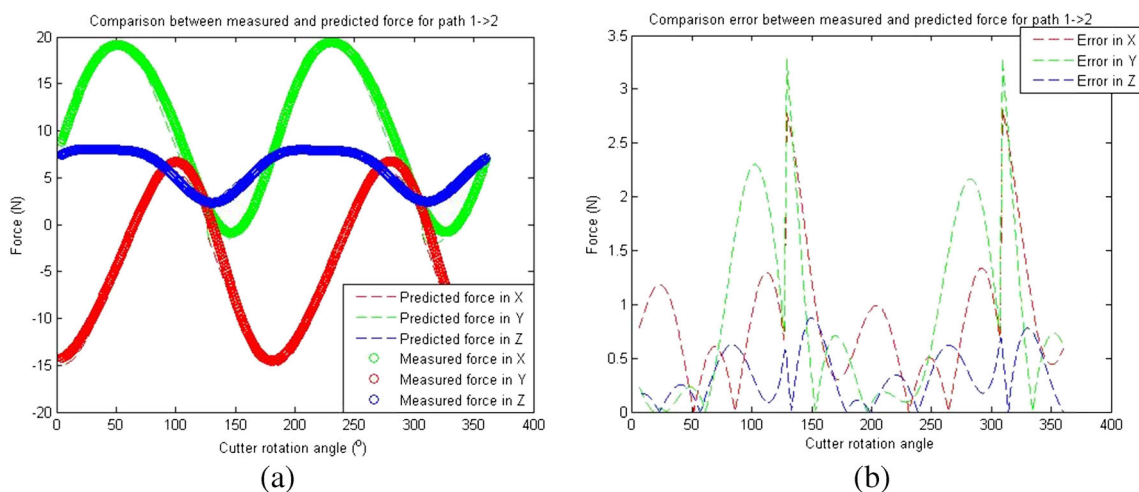 Comparison between measured and predicted force for path 1->2
20
15
10
5
0
-5
-10
-15
-20
Force (N)
0
50
100
150
200
250
300
350
400
Cutter rotation angle (º)
Predicted force in X
Predicted force in Y
Predicted force in Z
Measured force in X
Measured force in Y
Measured force in Z
(a)
Comparison error between measured and predicted force for path 1->2
3.5
3
2.5
2
1.5
1
0.5
0
Force (N)
0
50
100
150
200
250
300
350
400
Cutter rotation angle
Error in X
Error in Y
Error in Z
(b)